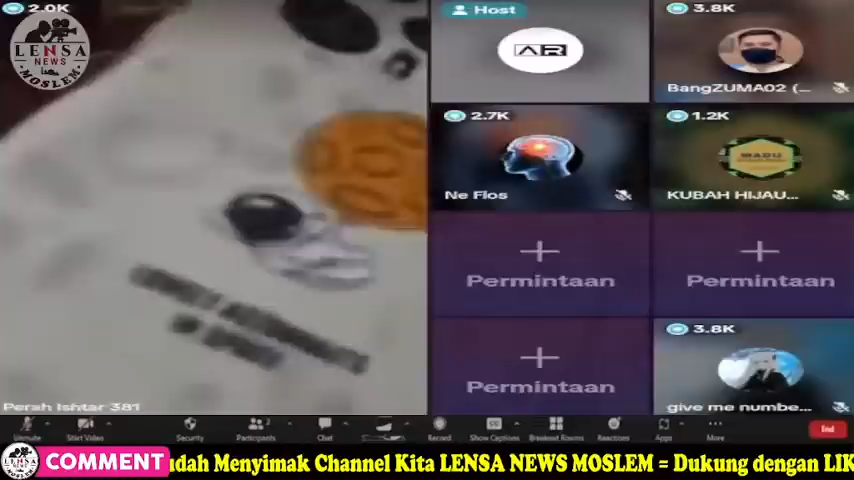 2.0K
LENSA
NEWS
MOSLEM
Perah Ishtar 381
Host
AR
3.8K
BangZUMA02 (...
2.7K
Ne Flos
1.2K
KUBAH HIJAU...
+
Permintaan
+
Permintaan
+
Permintaan
3.8K
give me numbe...
Unmute
Start Video
Security
Participants
Chat
Record
Show Captions
Breakout Rooms
Reactions
Apps
More
End
COMMENT
udah Menyimak Channel Kita LENSA NEWS MOSLEM = Dukung dengan LIK